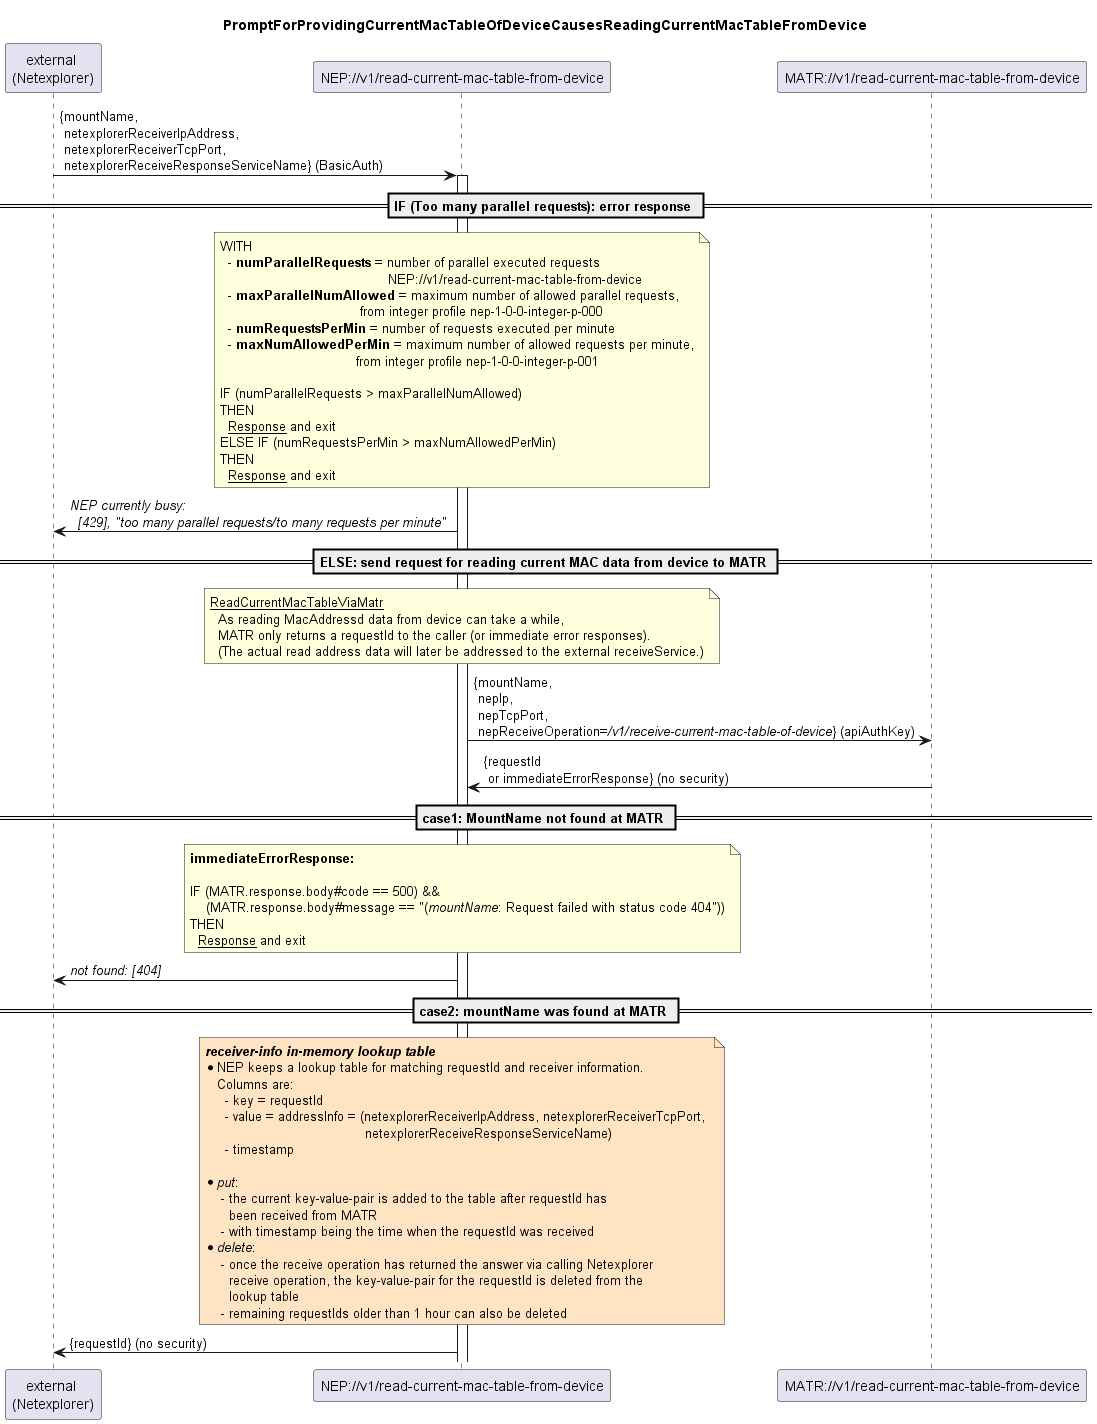 PromptForProvidingCurrentMacTableOfDeviceCausesReadingCurrentMacTableFromDevice
external
(Netexplorer)
NEP://v1/read-current-mac-table-from-device
MATR://v1/read-current-mac-table-from-device
{mountName,
netexplorerReceiverIpAddress,
netexplorerReceiverTcpPort,
netexplorerReceiveResponseServiceName} (BasicAuth)
IF (Too many parallel requests): error response
WITH
- numParallelRequests = number of parallel executed requests
NEP://v1/read-current-mac-table-from-device
- maxParallelNumAllowed = maximum number of allowed parallel requests,
from integer profile nep-1-0-0-integer-p-000
- numRequestsPerMin = number of requests executed per minute
- maxNumAllowedPerMin = maximum number of allowed requests per minute,
from integer profile nep-1-0-0-integer-p-001
IF (numParallelRequests > maxParallelNumAllowed)
THEN
Response and exit
ELSE IF (numRequestsPerMin > maxNumAllowedPerMin)
THEN
Response and exit
NEP currently busy:
[429], "too many parallel requests/to many requests per minute"
ELSE: send request for reading current MAC data from device to MATR
ReadCurrentMacTableViaMatr
As reading MacAddressd data from device can take a while,
MATR only returns a requestId to the caller (or immediate error responses).
(The actual read address data will later be addressed to the external receiveService.)
{mountName,
nepIp,
nepTcpPort,
nepReceiveOperation=/v1/receive-current-mac-table-of-device} (apiAuthKey)
{requestId
or immediateErrorResponse} (no security)
case1: MountName not found at MATR
immediateErrorResponse:
IF (MATR.response.body#code == 500) &&
(MATR.response.body#message == "(mountName: Request failed with status code 404"))
THEN
Response and exit
not found: [404]
case2: mountName was found at MATR
receiver-info in-memory lookup table
• NEP keeps a lookup table for matching requestId and receiver information.
Columns are:
- key = requestId
- value = addressInfo = (netexplorerReceiverIpAddress, netexplorerReceiverTcpPort,
netexplorerReceiveResponseServiceName)
- timestamp
• put:
- the current key-value-pair is added to the table after requestId has
been received from MATR
- with timestamp being the time when the requestId was received
• delete:
- once the receive operation has returned the answer via calling Netexplorer
receive operation, the key-value-pair for the requestId is deleted from the
lookup table
- remaining requestIds older than 1 hour can also be deleted
{requestId} (no security)
external
(Netexplorer)
NEP://v1/read-current-mac-table-from-device
MATR://v1/read-current-mac-table-from-device